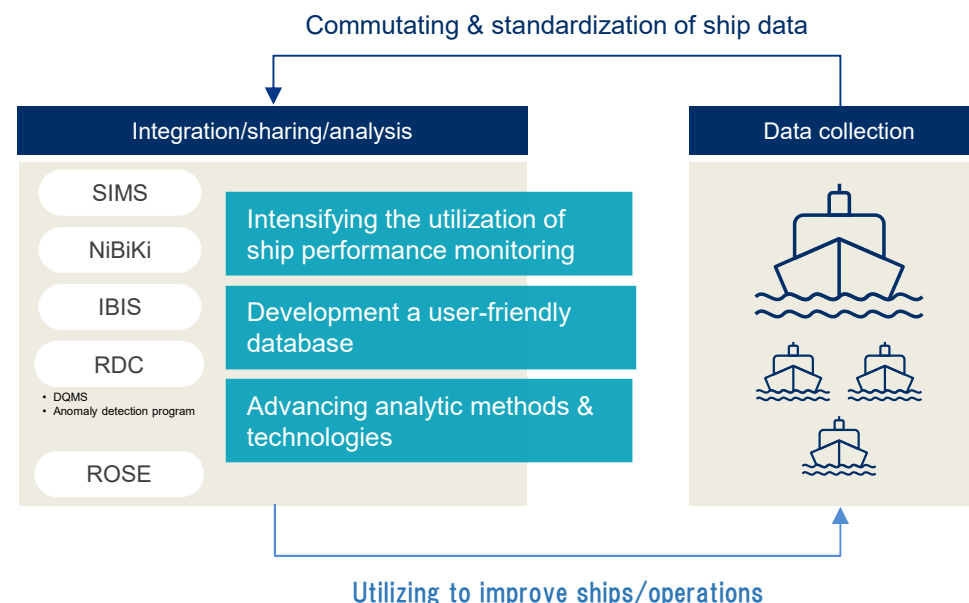 Commutating & standardization of ship data
Integration/sharing/analysis
Data collection
SIMS
NiBiKi
IBIS
RDC
• DQMS
• Anomaly detection program
ROSE
Intensifying the utilization of
ship performance monitoring
Development a user-friendly
database
Advancing analytic methods &
technologies
Utilizing to improve ships/operations